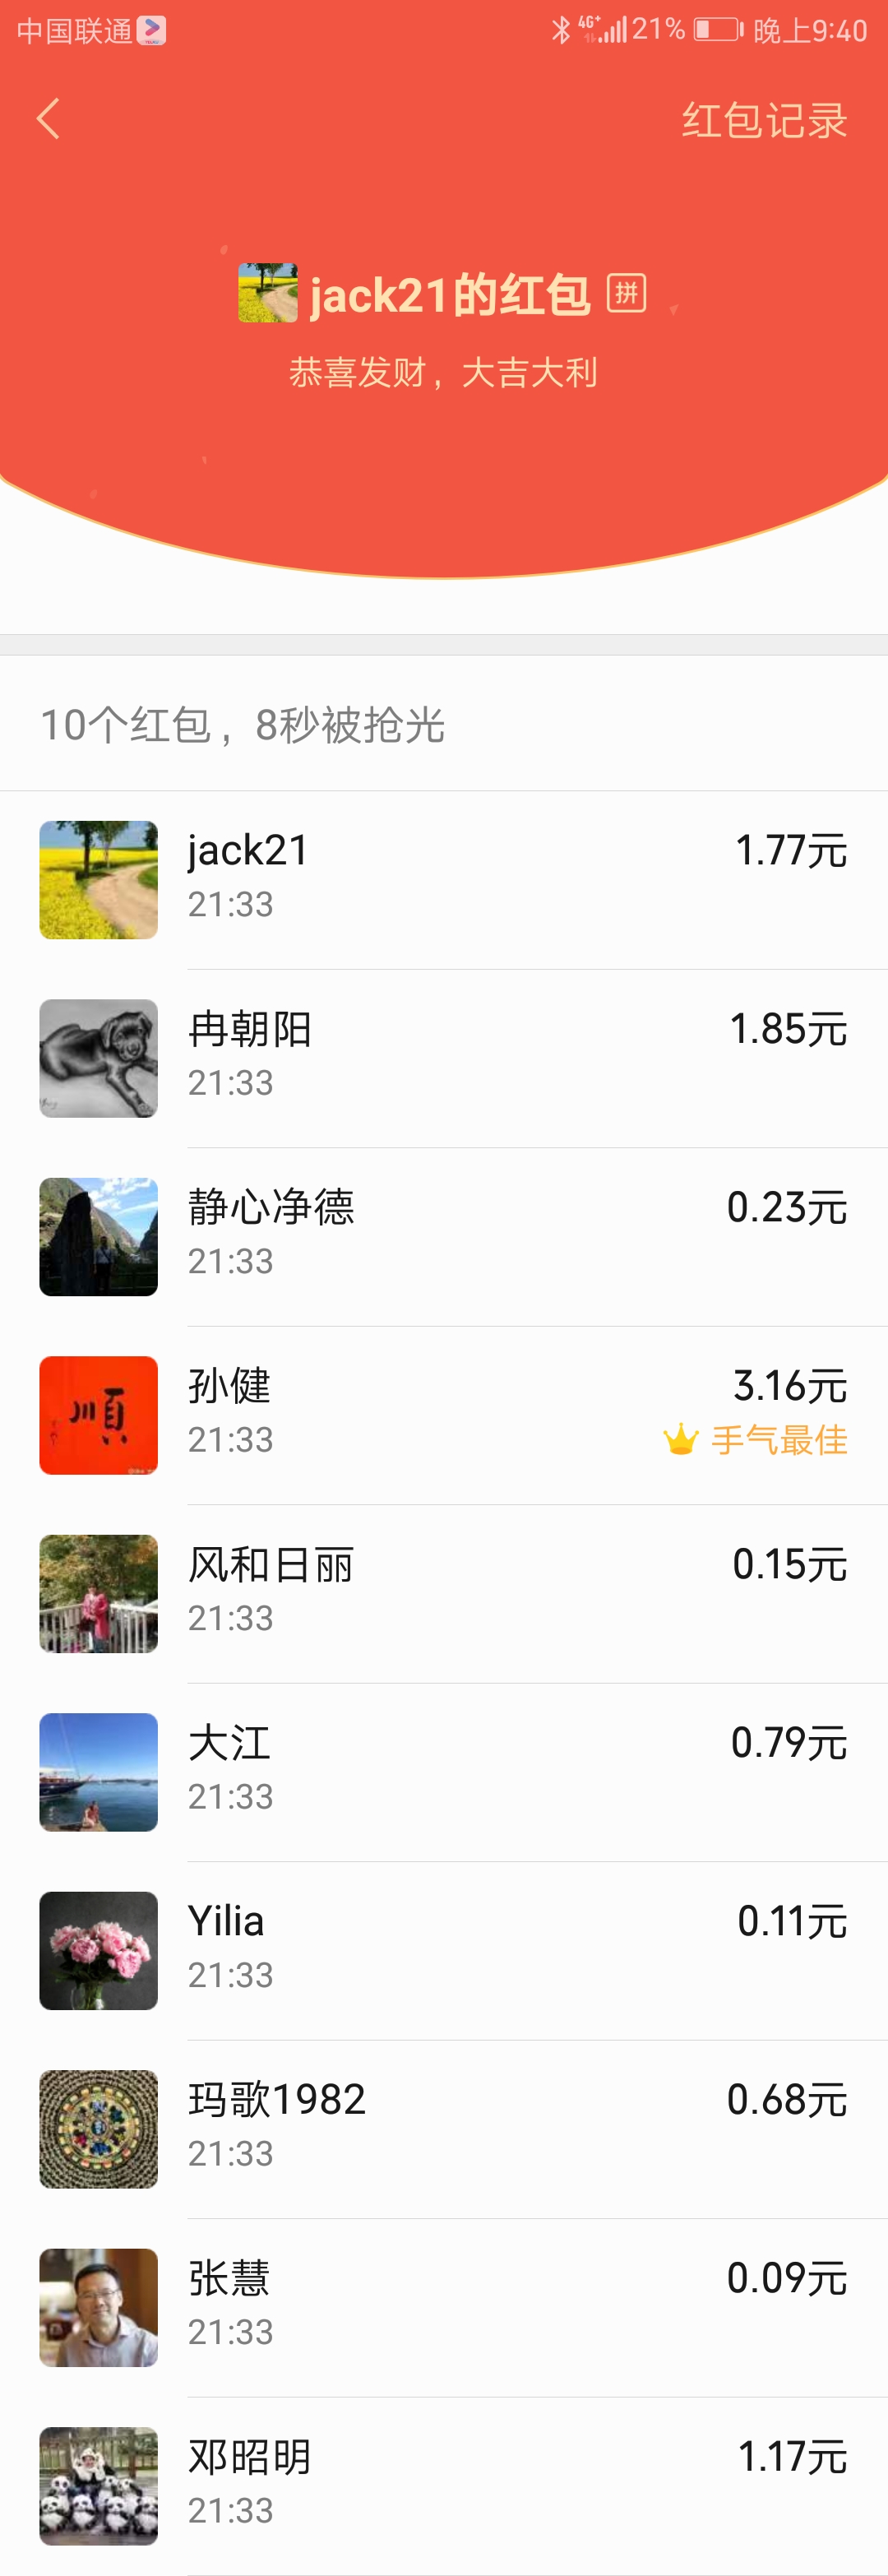 中国联通
4G+ 21% 晚上9:40
红包记录
jack21的红包 拼
恭喜发财，大吉大利
10个红包，8秒被抢光
jack21
1.77元
21:33
冉朝阳
1.85元
21:33
静心净德
0.23元
21:33
孙健
3.16元
21:33
手气最佳
順
风和日丽
0.15元
21:33
大江
0.79元
21:33
Yilia
0.11元
21:33
玛歌1982
0.68元
21:33
张慧
0.09元
21:33
邓昭明
1.17元
21:33